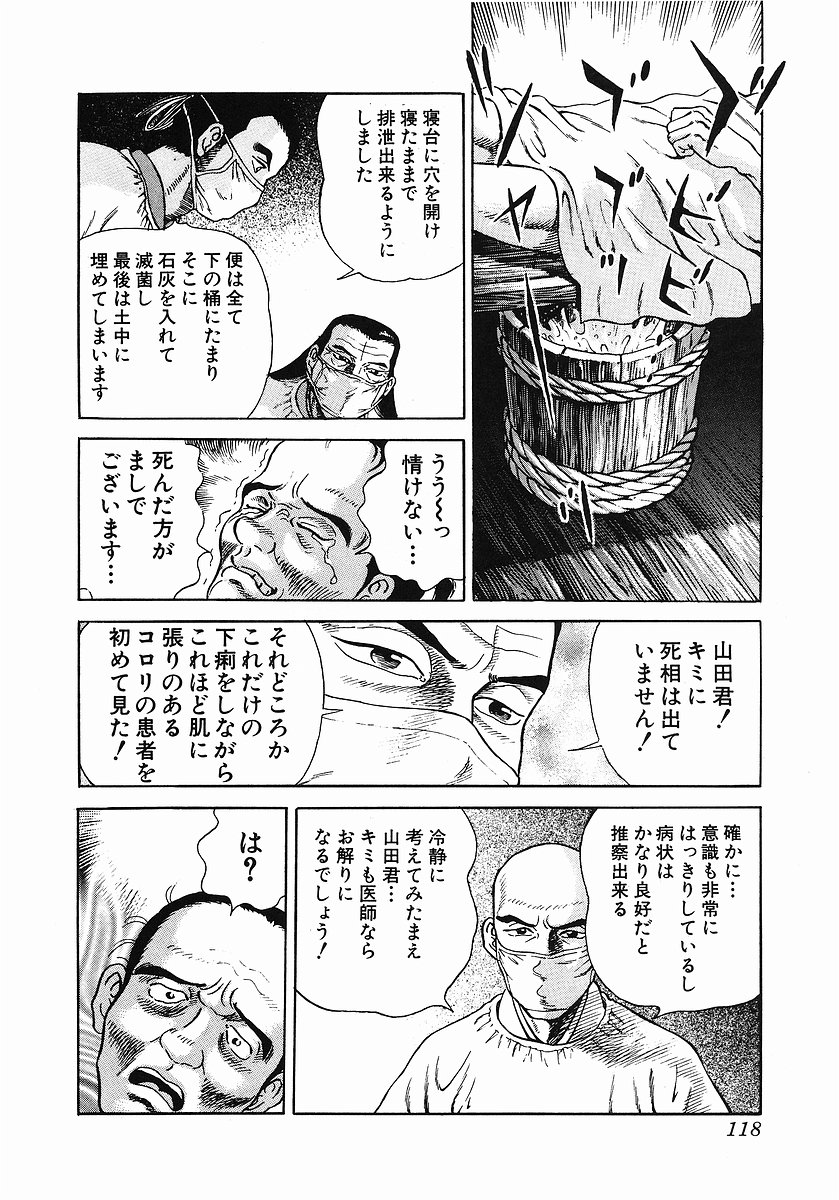 ビビビビ
ビビビビ
寝台に穴を開け
寝たままで
排泄出来るように
しました
便は全て
下の桶にたまり
そこに
石灰を入れて
滅菌し
最後は土中に
埋めてしまいます
うう～っ
情けない…
死んだ方が
ましで
ございます…
山田君！
キミに
死相は出て
いません！
それどころか
これだけの
下痢をしながら
これほど肌に
張りのある
コロリの患者を
初めて見た！
確かに…
意識も非常に
はっきりしているし
病状は
かなり良好だと
推察出来る
冷静に
考えてみたまえ
山田君…
キミも医師なら
お解りに
なるでしょう！
は？
118